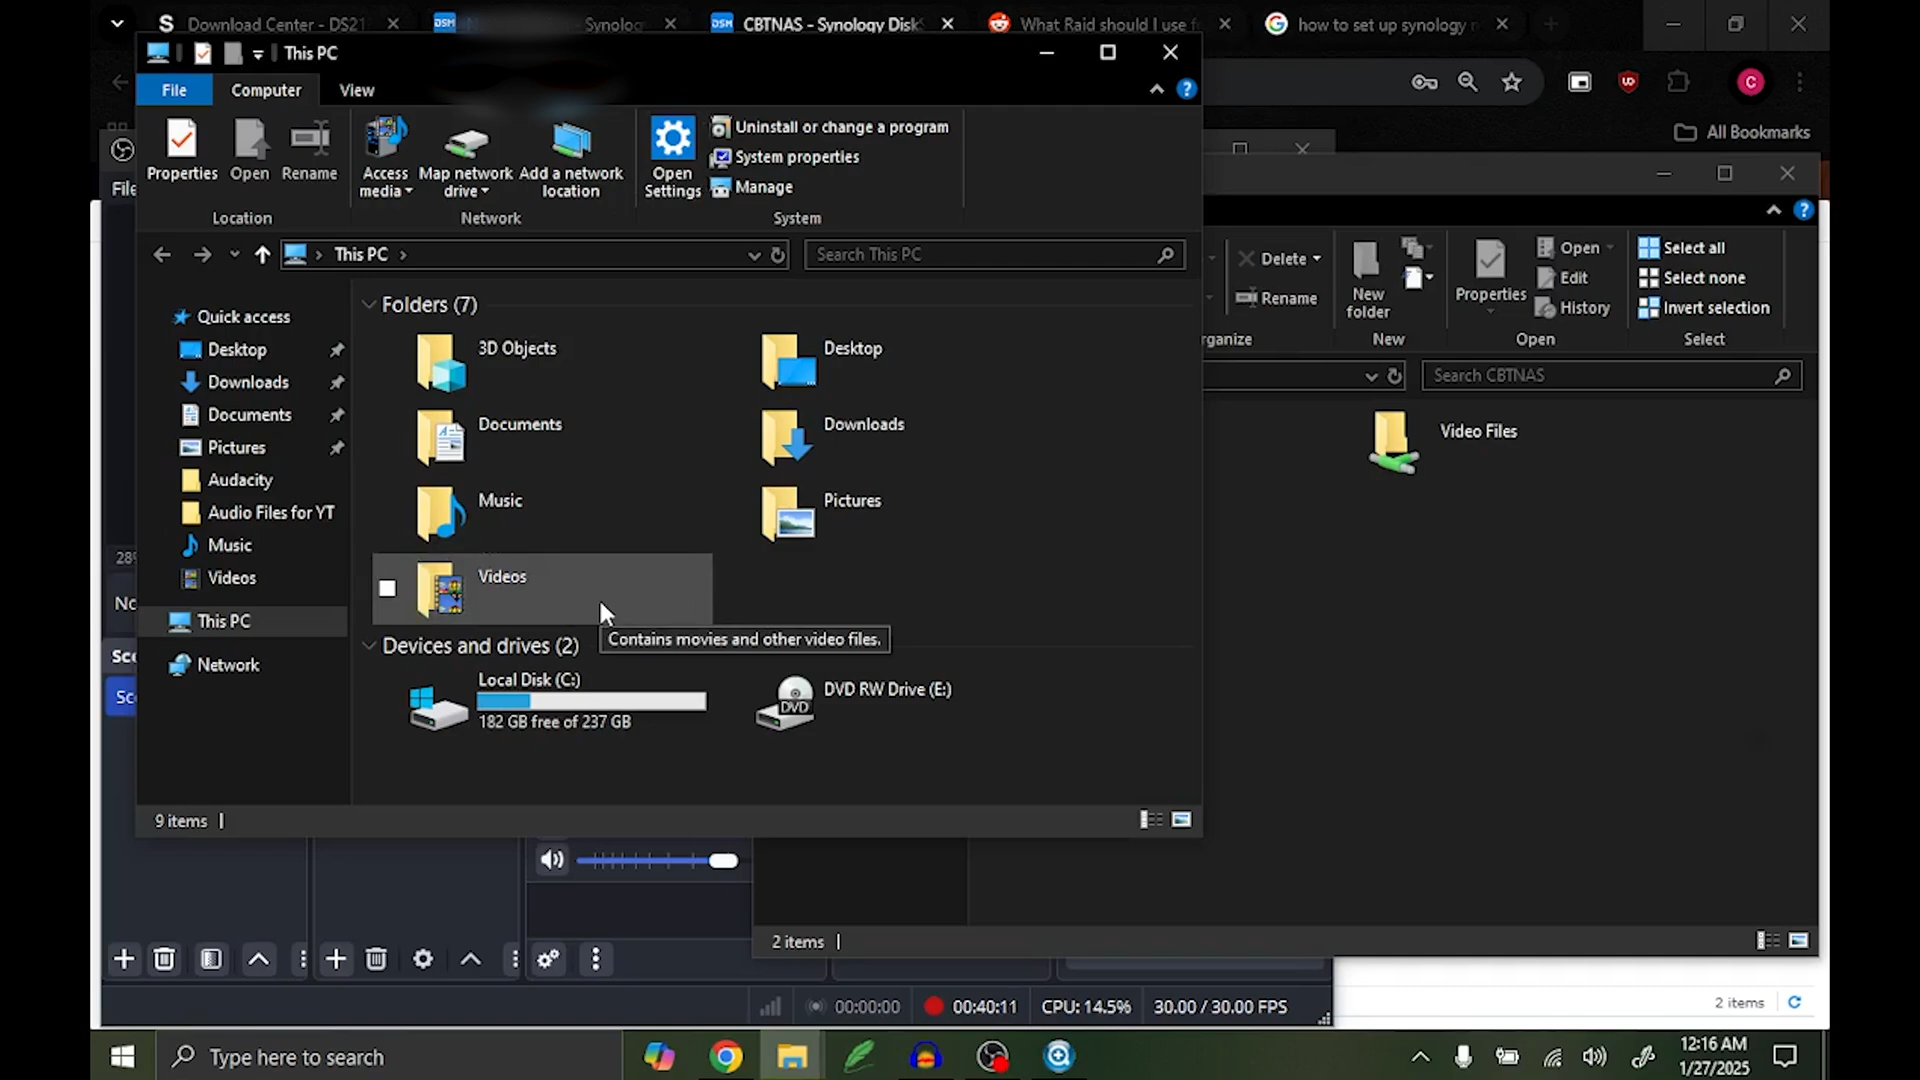 Download Center - DS21
Synolog
CBTNAS - Synology Disk
What Raid should I use f
how to set up synology n
This PC
File
Computer
View
All Bookmarks
Properties
Open
Rename
Access media
Map network drive
Add a network location
Open Settings
Uninstall or change a program
System properties
Manage
Location
Network
System
This PC
Search This PC
Delete
Rename
New folder
Properties
Open
Edit
History
Select all
Select none
Invert selection
rganize
New
Open
Select
Search CBTNAS
Video Files
File
Quick access
Desktop
Downloads
Documents
Pictures
Audacity
Audio Files for YT
Music
Videos
This PC
Network
Folders (7)
3D Objects
Desktop
Documents
Downloads
Music
Pictures
Videos
Contains movies and other video files.
Devices and drives (2)
Local Disk (C:)
182 GB free of 237 GB
DVD RW Drive (E:)
DVD
28%
No
Sce
Sc
9 items
2 items
00:00:00
00:40:11
CPU: 14.5%
30.00 / 30.00 FPS
2 items
Type here to search
12:16 AM
1/27/2025